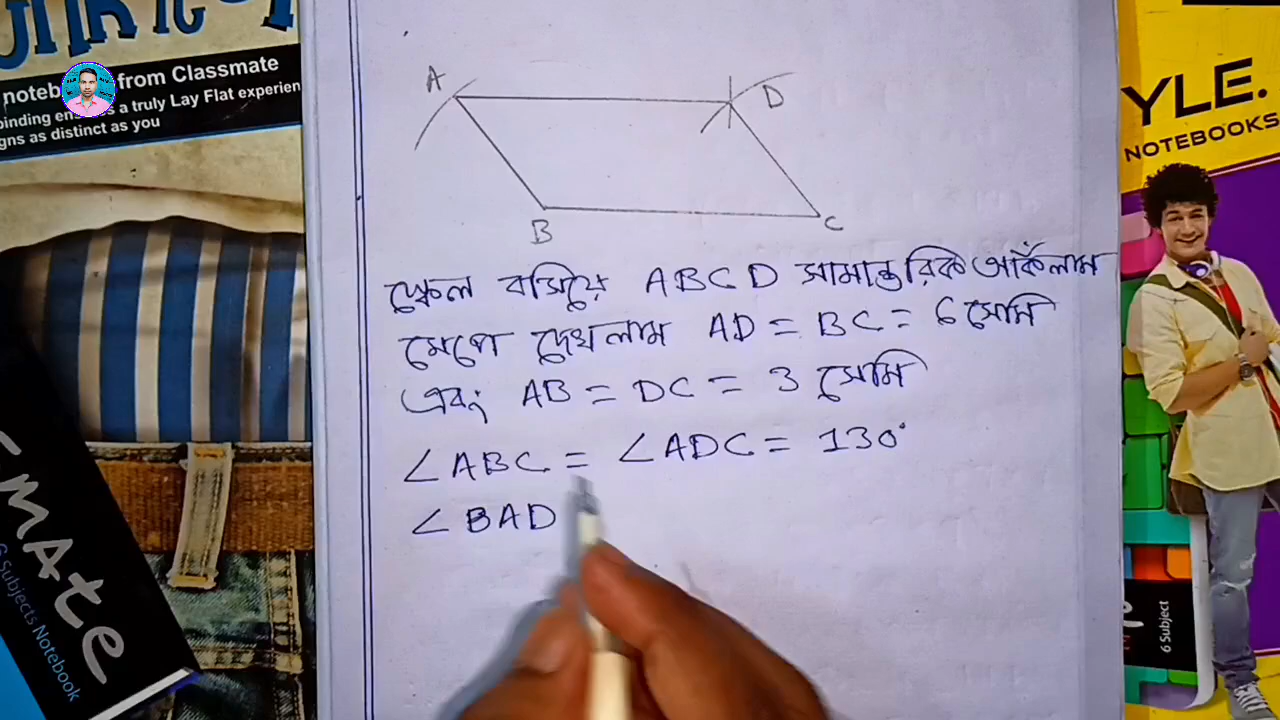 notebo from Classmate
binding en s a truly Lay Flat experien
gns as distinct as you
A
D
B
C
স্কেল বসিয়ে ABCD সামান্তরিক আঁকলাম
মেপে দেখলাম AD = BC = 6 সেমি
এবং AB = DC = 3 সেমি
∠ABC = ∠ADC = 130°
∠BAD
YLE.
NOTEBOOKS
6 Subject
MATE
6 Subjects Notebook